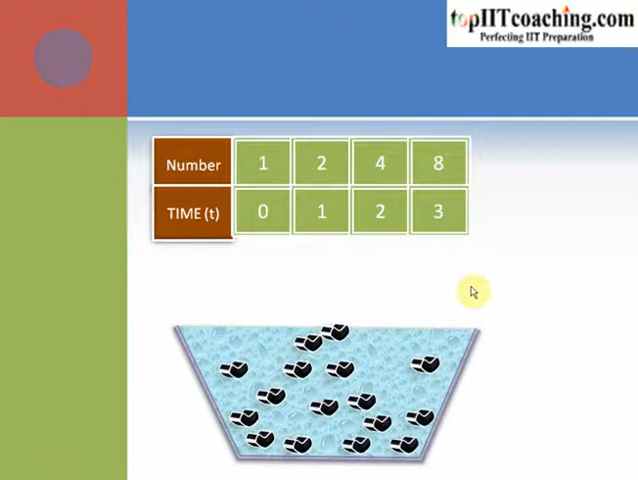 topIITcoaching.com
Perfecting IIT Preparation
Number 1 2 4 8
TIME (t) 0 1 2 3